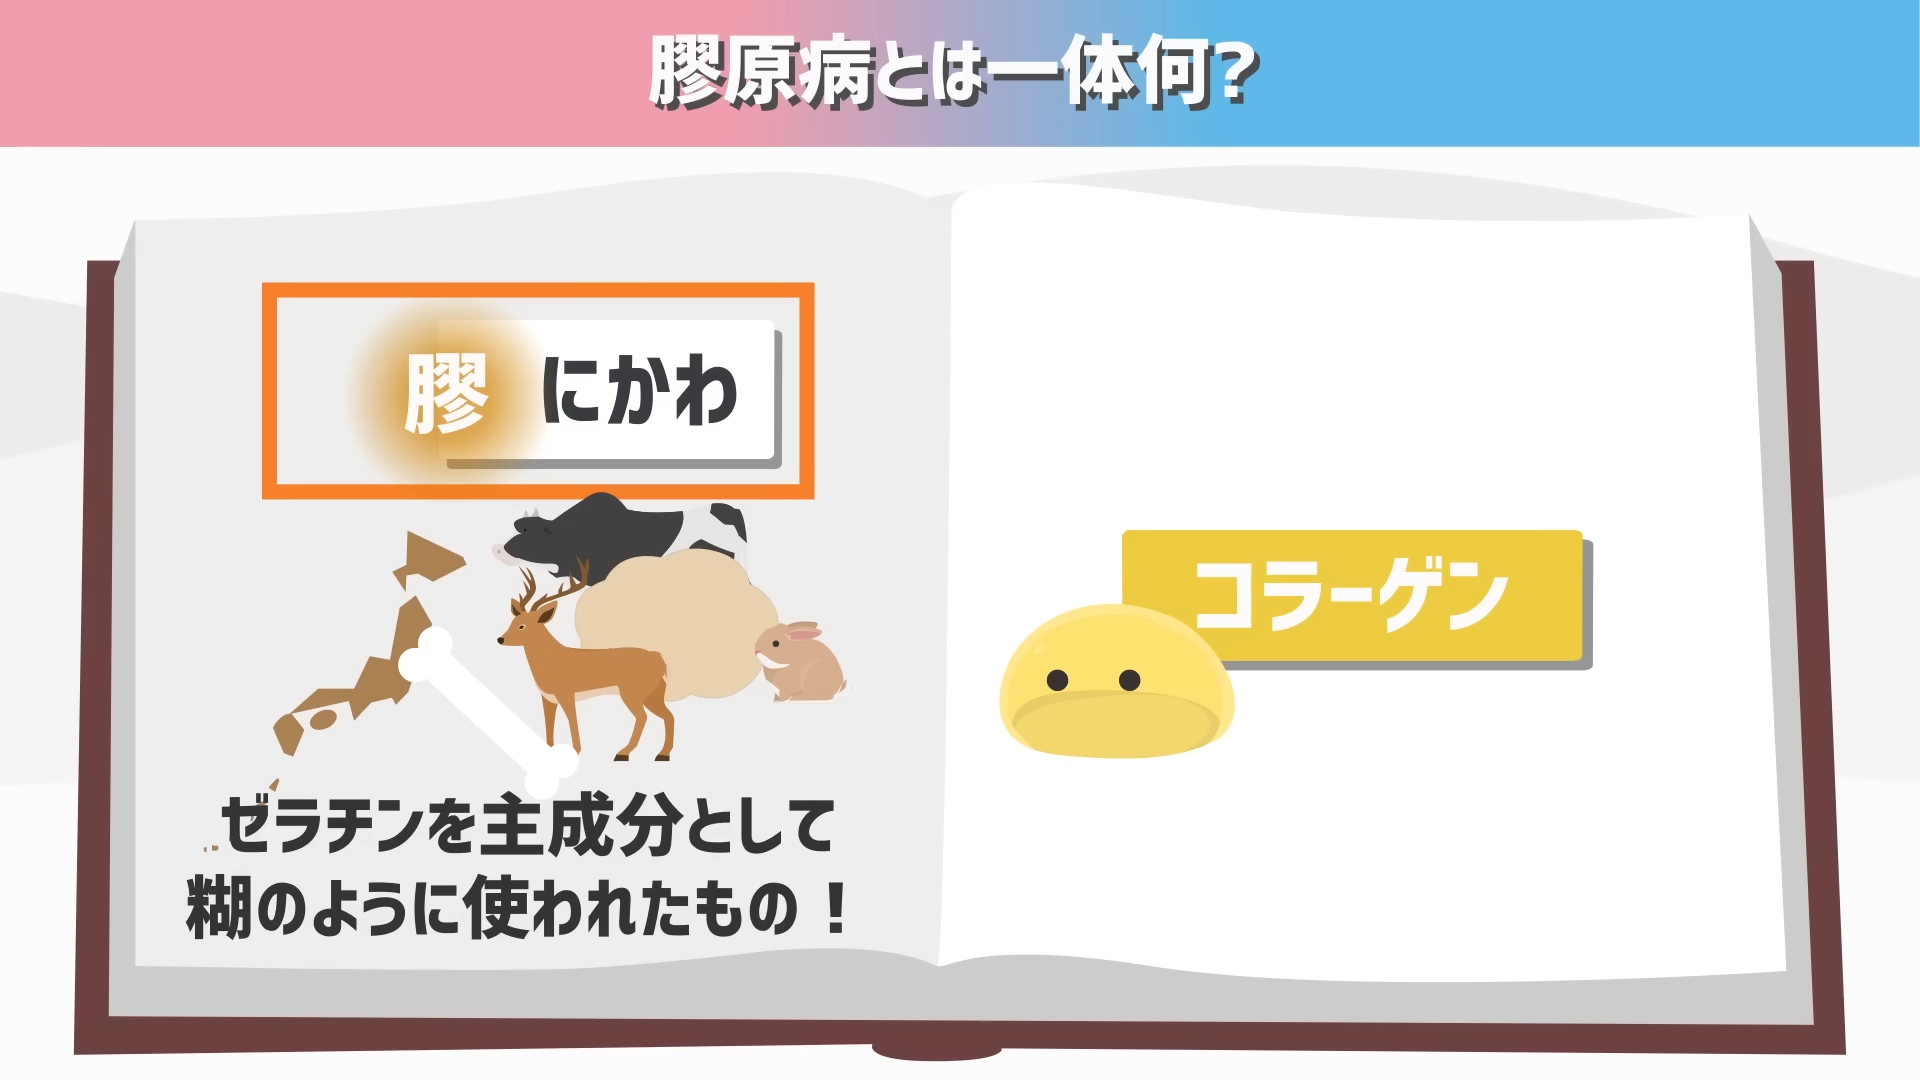 膠原病とは一体何?
膠 にかわ
ゼラチンを主成分として
糊のように使われたもの！
コラーゲン